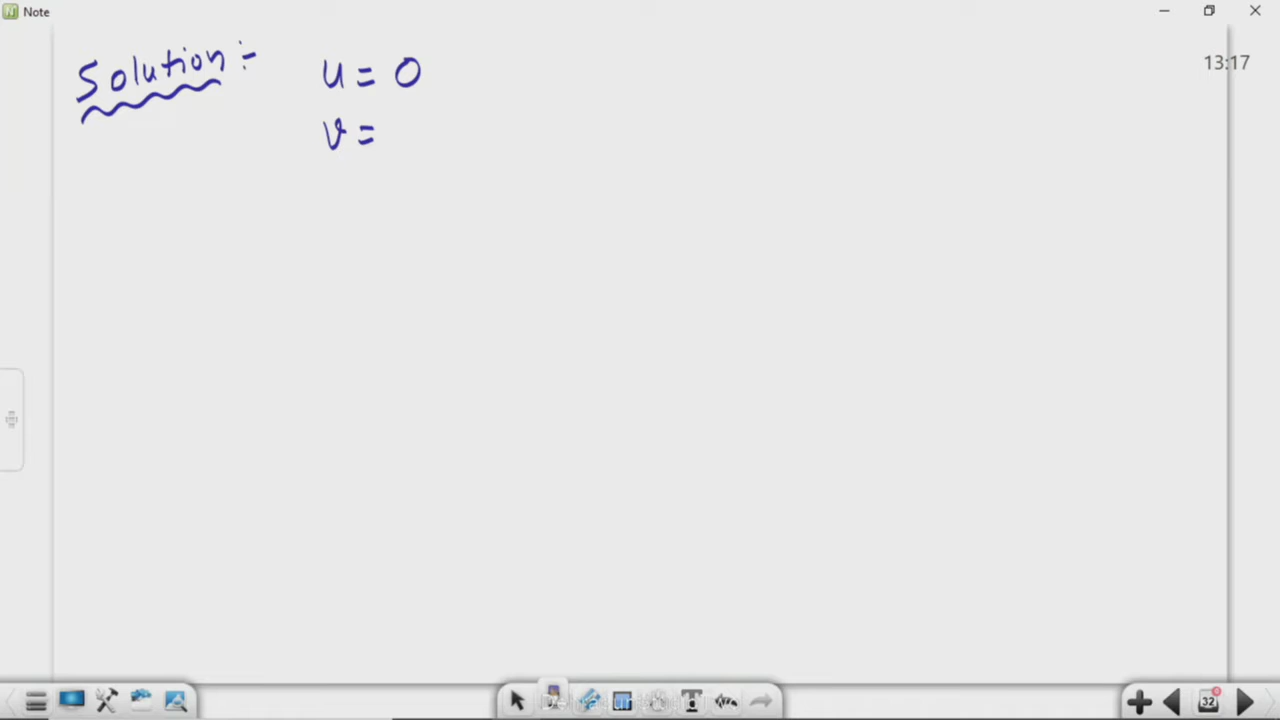 Note
13:17
Solution :-
u = 0
v =
32